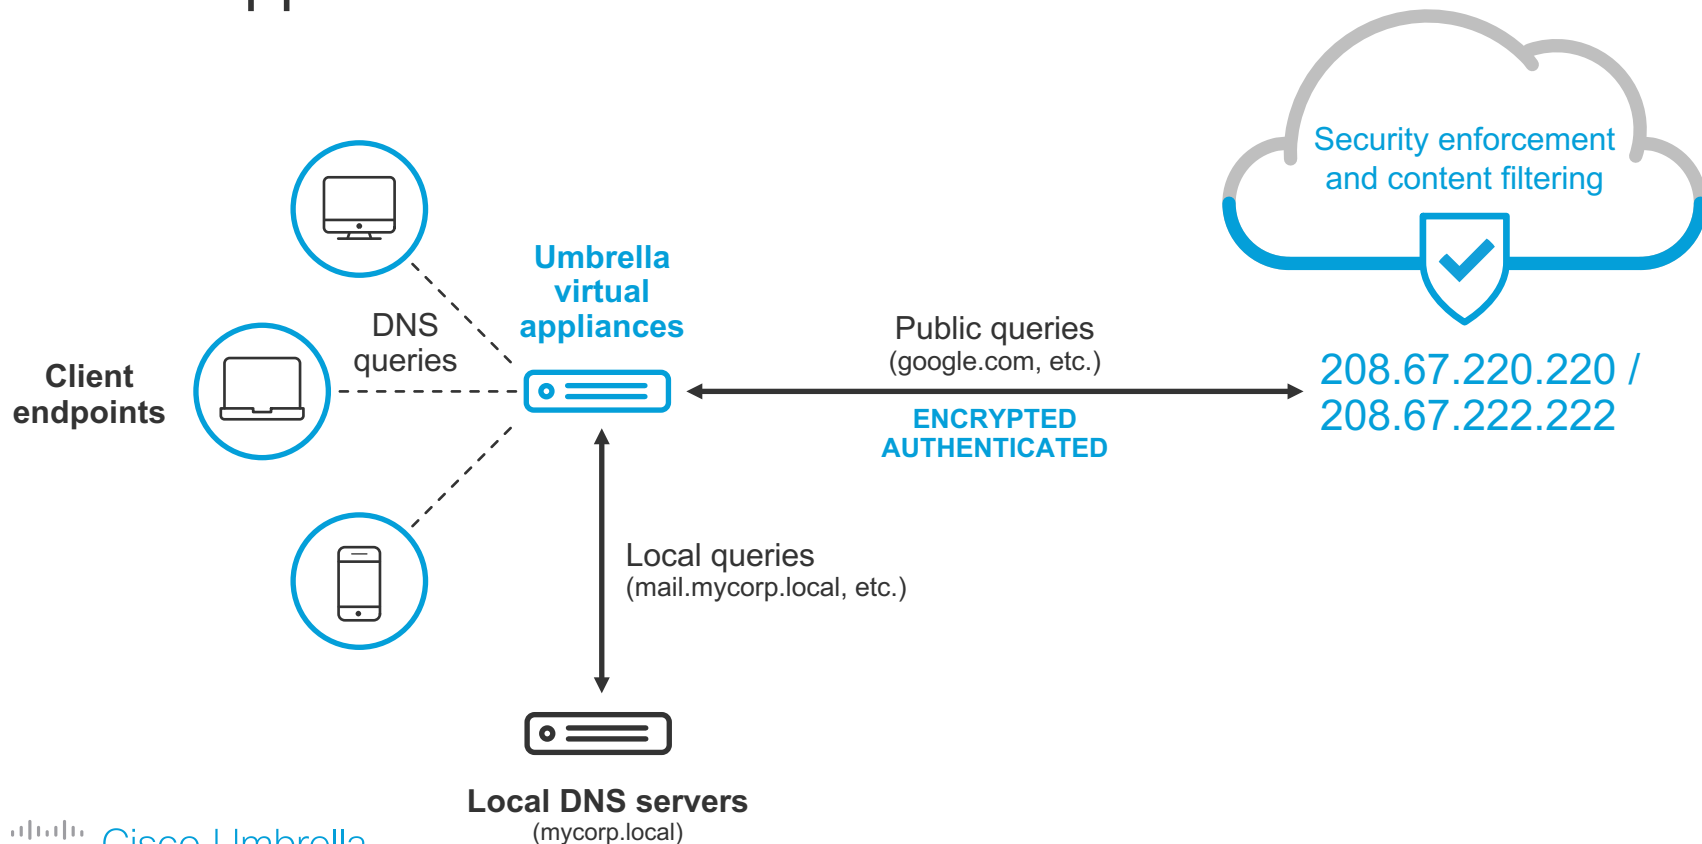 Client
endpoints
DNS
queries
Umbrella
virtual
appliances
Public queries
(google.com, etc.)
ENCRYPTED
AUTHENTICATED
Security enforcement
and content filtering
208.67.220.220 /
208.67.222.222
Local queries
(mail.mycorp.local, etc.)
Local DNS servers
(mycorp.local)
Cisco Umbrella